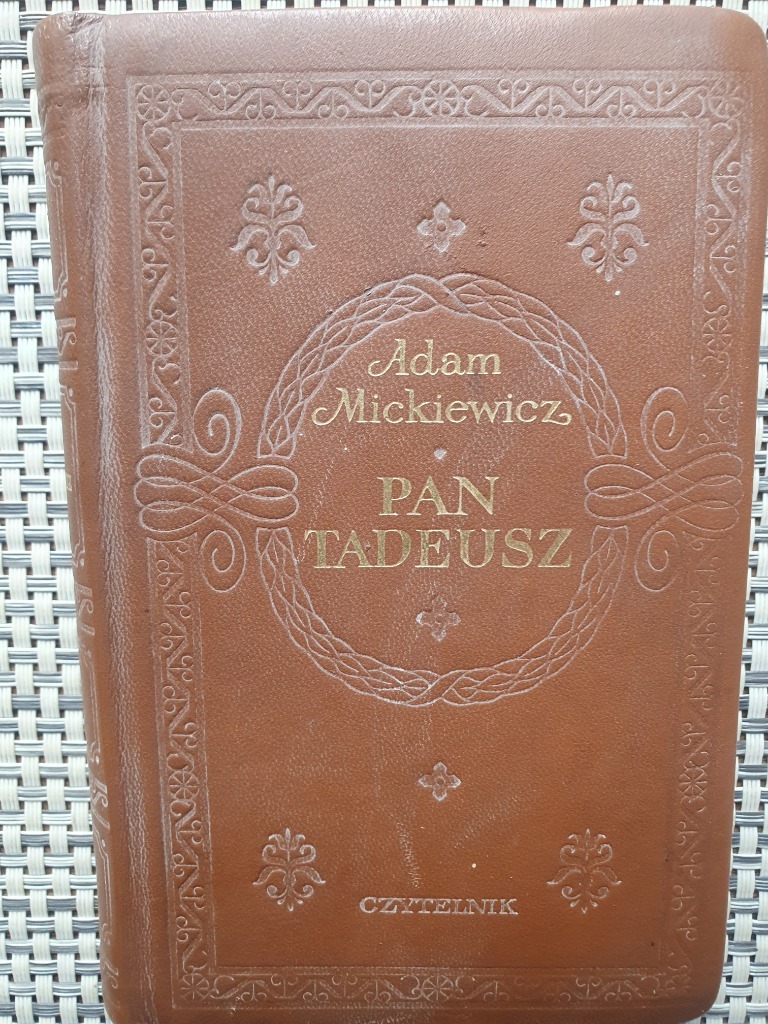 Adam
Mickiewicz
PAN
TADEUSZ
CZYTELNIK